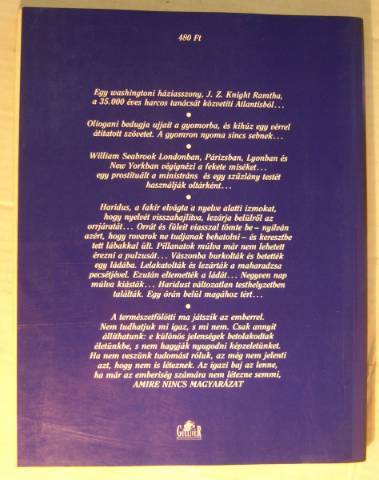 480 Ft
Egy washingtoni háziasszony, J. Z. Knight Ramtha,
a 35.000 éves harcos tanácsát közvetíti Atlantisból…
•
Oliogani bedugja ujjait a gyomorba, és kihúz egy vérrel
átitatott szövetet. A gyomron nyoma sincs sebnek…
•
William Seabrook Londonban, Párizsban, Lyonban és
New Yorkban végignézi a fekete miséket…
egy prostituált a ministráns és egy szűzlány testét
használják oltárként…
•
Haridus, a fakír elvágta a nyelve alatti izmokat,
hogy nyelvét visszahajlítva, lezárja belülről az
orrjáratát… Orrát és füleit viasszal tömte be – nyilván
azért, hogy rovarok ne tudjanak behatolni – és keresztbe
tett lábakkal ült. Pillanatok múlva már nem lehetett
érezni a pulzusát… Vászonba burkolták és betették
egy ládába. Lelakatolták és lezárták a maharadzsa
pecsétjével. Ezután eltemették a ládát… Negyven nap
múlva kiásták… Haridust változatlan testhelyzetben
találták. Egy órán belül magához tért…
•
A természetfölötti ma játszik az emberrel.
Nem tudhatjuk mi igaz, s mi nem. Csak annyit
állíthatunk: e különös jelenségek betolakodtak
életünkbe, s nem hagyják nyugodni képzeletünket.
Ha nem veszünk tudomást róluk, az még nem jelenti
azt, hogy nem is léteznek. Az igazi baj az lenne,
ha már az emberiség számára nem létezne semmi,
AMIRE NINCS MAGYARÁZAT
GULLIVER